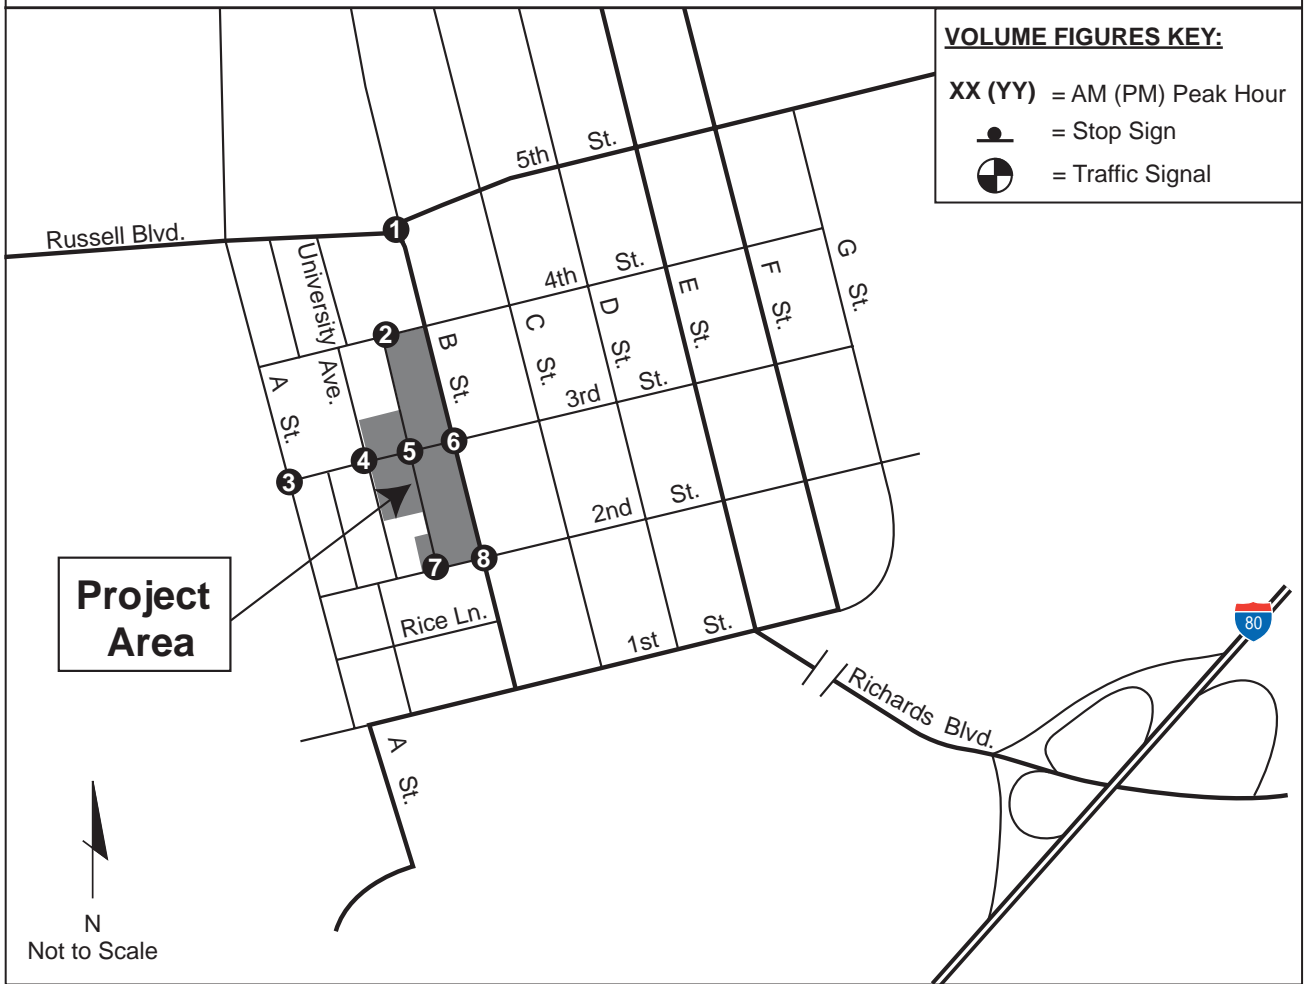 VOLUME FIGURES KEY:
XX (YY) = AM (PM) Peak Hour
= Stop Sign
= Traffic Signal
5th St.
Russell Blvd.
1
University Ave.
4th St.
2
A St.
B St.
C St.
D St.
E St.
F St.
G St.
3rd St.
3
4
5
6
2nd St.
7
8
Project
Area
Rice Ln.
1st St.
80
Richards Blvd.
A St.
N
Not to Scale